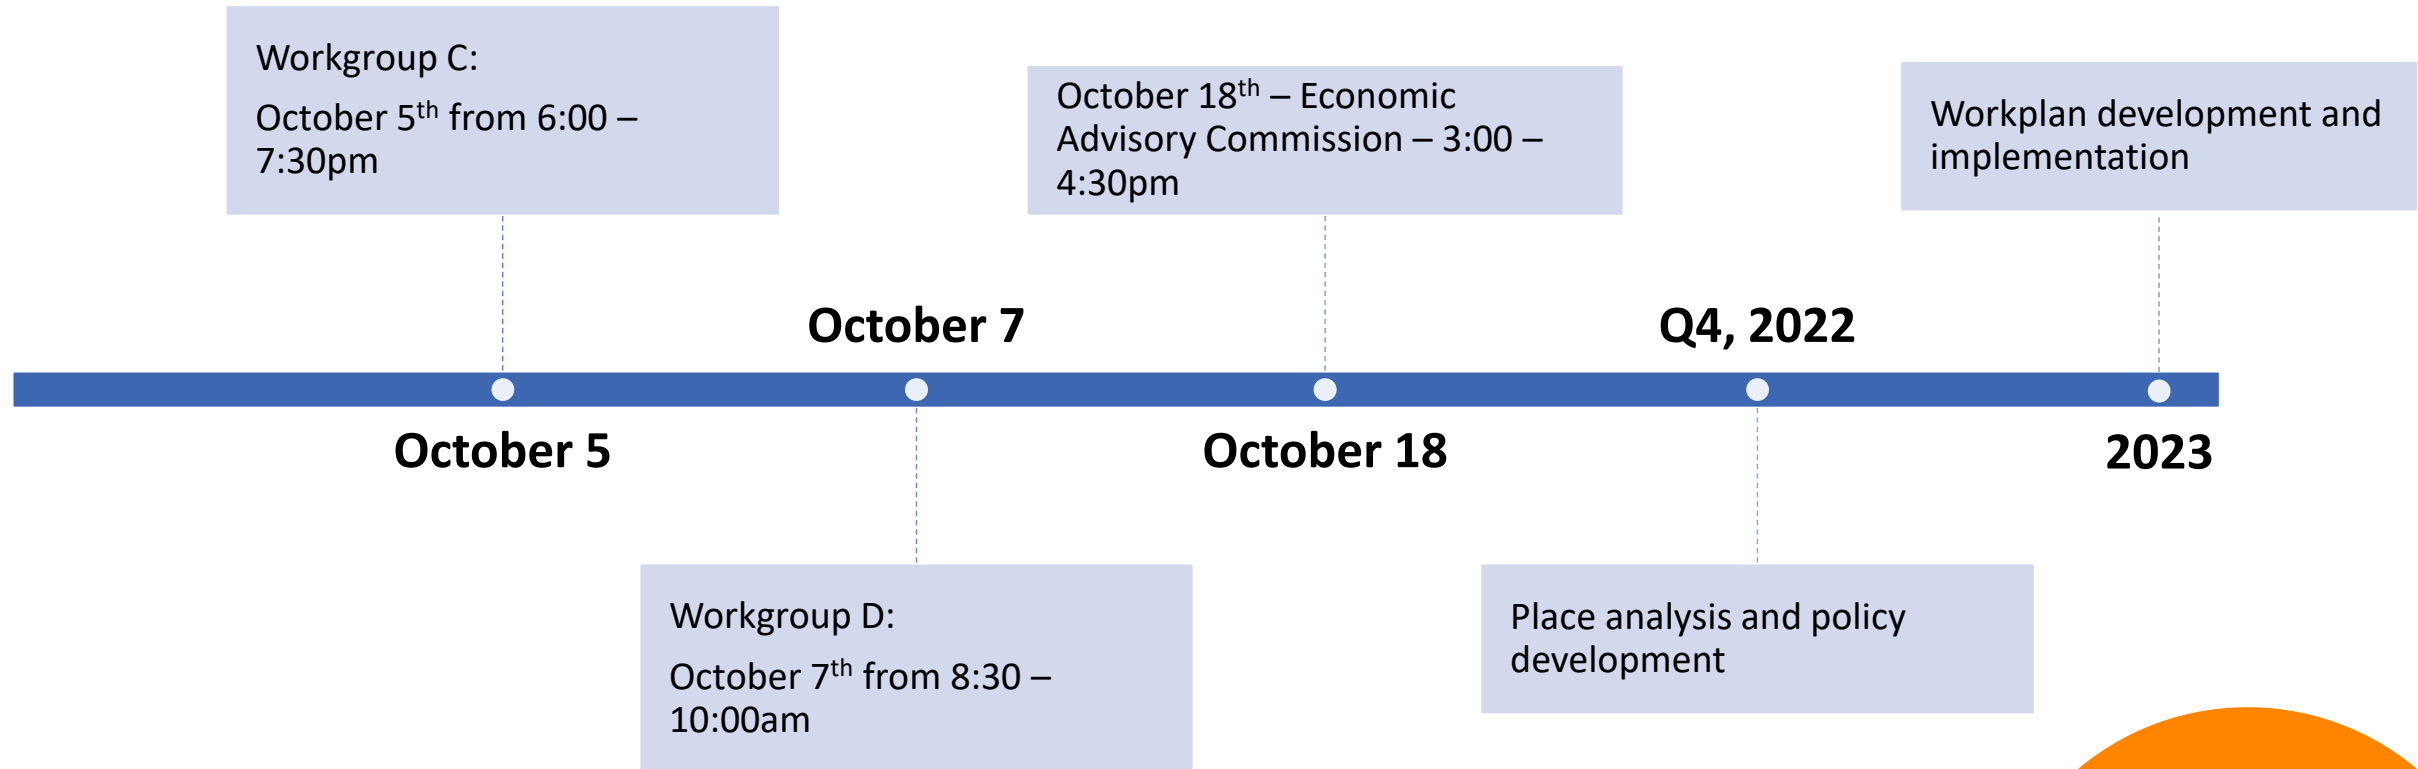 Workgroup C:
October 5th from 6:00 –
7:30pm
October 18th – Economic
Advisory Commission – 3:00 –
4:30pm
Workplan development and
implementation
October 7
Q4, 2022
October 5
October 18
2023
Workgroup D:
October 7th from 8:30 –
10:00am
Place analysis and policy
development